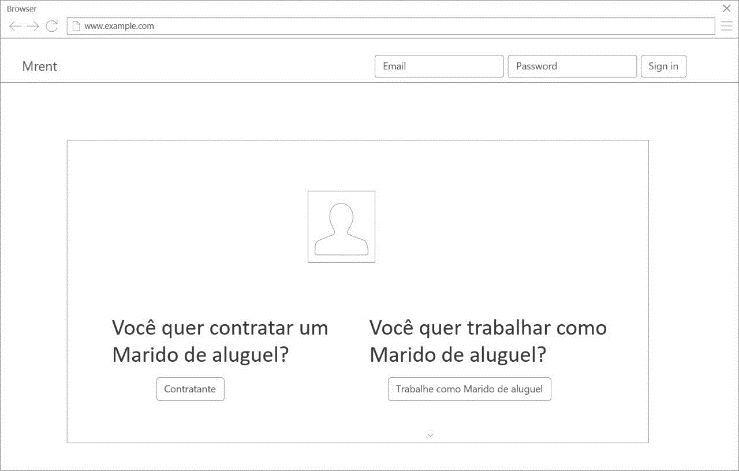 Browser
www.example.com
Mrent
Email
Password
Sign in
Você quer contratar um
Marido de aluguel?
Contratante
Você quer trabalhar como
Marido de aluguel?
Trabalhe como Marido de aluguel